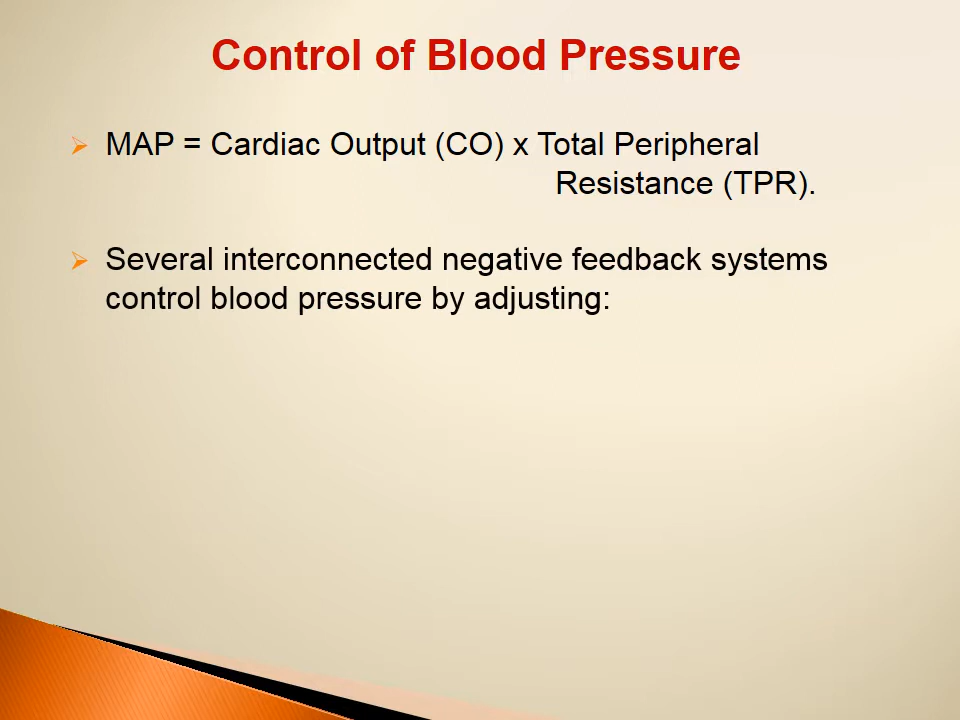 Control of Blood Pressure
MAP = Cardiac Output (CO) x Total Peripheral
Resistance (TPR).
Several interconnected negative feedback systems
control blood pressure by adjusting: